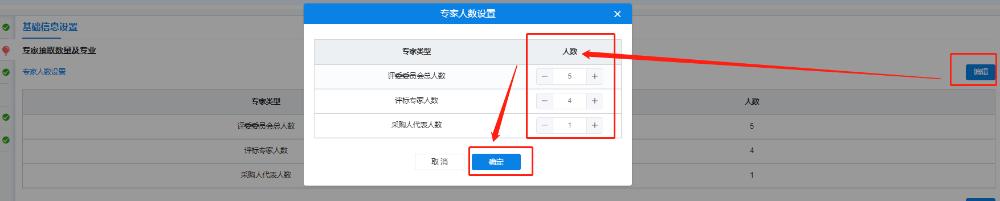 专家人数设置
基础信息设置
专家抽取数量及专业
专家人数设置
编辑
专家类型 人数
评委委员会总人数 5
评标专家人数 4
采购人代表人数 1
专家类型 人数
评委委员会总人数 5
评标专家人数 4
采购人代表人数 1
取消 确定